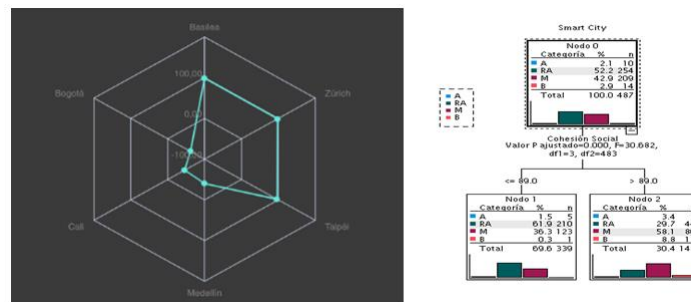 Basilea
100,00
Bogotá
Zürich
0,00
-100,00
Cali
Taipéi
Medellín
Smart City
Nodo 0
Categoría % n
A 2.1 10
RA 52.2 254
M 42.9 209
B 2.9 14
Total 100.0 487
A
RA
M
B
Cohesión Social
Valor P ajustado=0.000, F=30.682,
df1=3, df2=483
<= 89.0
> 89.0
Nodo 1
Categoría % n
A 1.5 5
RA 61.9 210
M 36.3 123
B 0.3 1
Total 69.6 339
Nodo 2
Categoría %
A 3.4
RA 29.7 4
M 58.1 8
B 8.8 1
Total 30.4 14